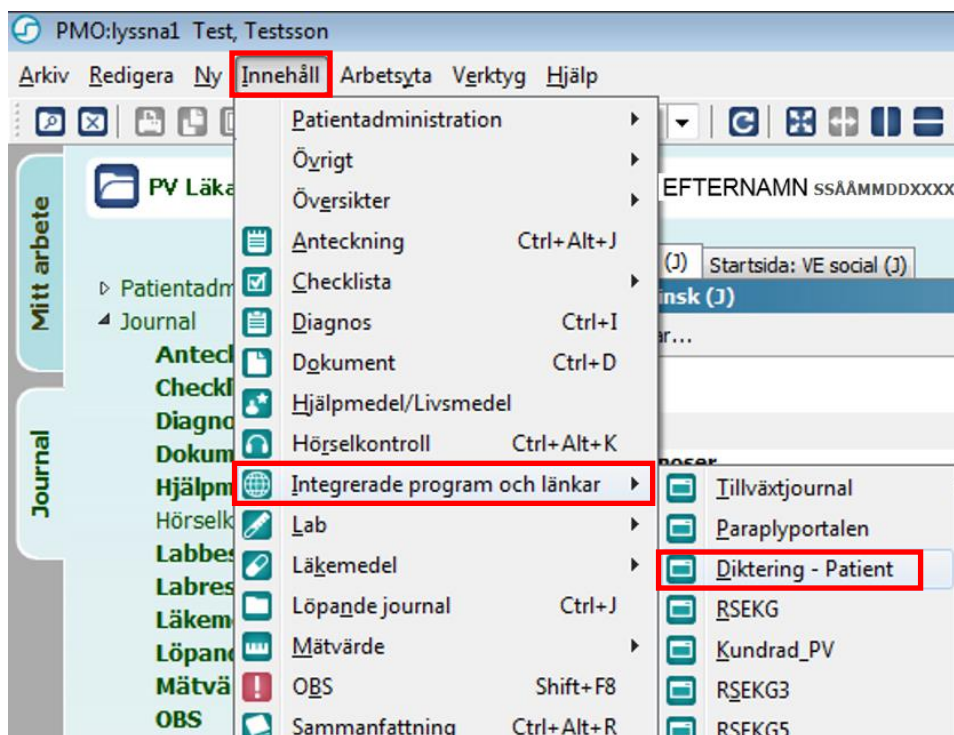 PMO:lyssna1 Test, Testsson
Arkiv Redigera Ny Innehåll Arbetsyta Verktyg Hjälp
Mitt arbete
Journal
PV
EFTERNAMN SSÅÅMMDDXXXX
(J) Startsida: VE social (J)
(J)
Journal
OBS
Patientadministration
Övrigt
Översikter
Anteckning Ctrl+Alt+J
Checklista
Diagnos Ctrl+I
Dokument Ctrl+D
Hjälpmedel/Livsmedel
Hörselkontroll Ctrl+Alt+K
Integrerade program och länkar
Lab
Läkemedel
Löpande journal Ctrl+J
Mätvärde
OBS Shift+F8
Sammanfattning Ctrl+Alt+R
Tillväxtjournal
Paraplyportalen
Diktering - Patient
RSEKG
Kundrad_PV
RSEKG3
RSEKG5